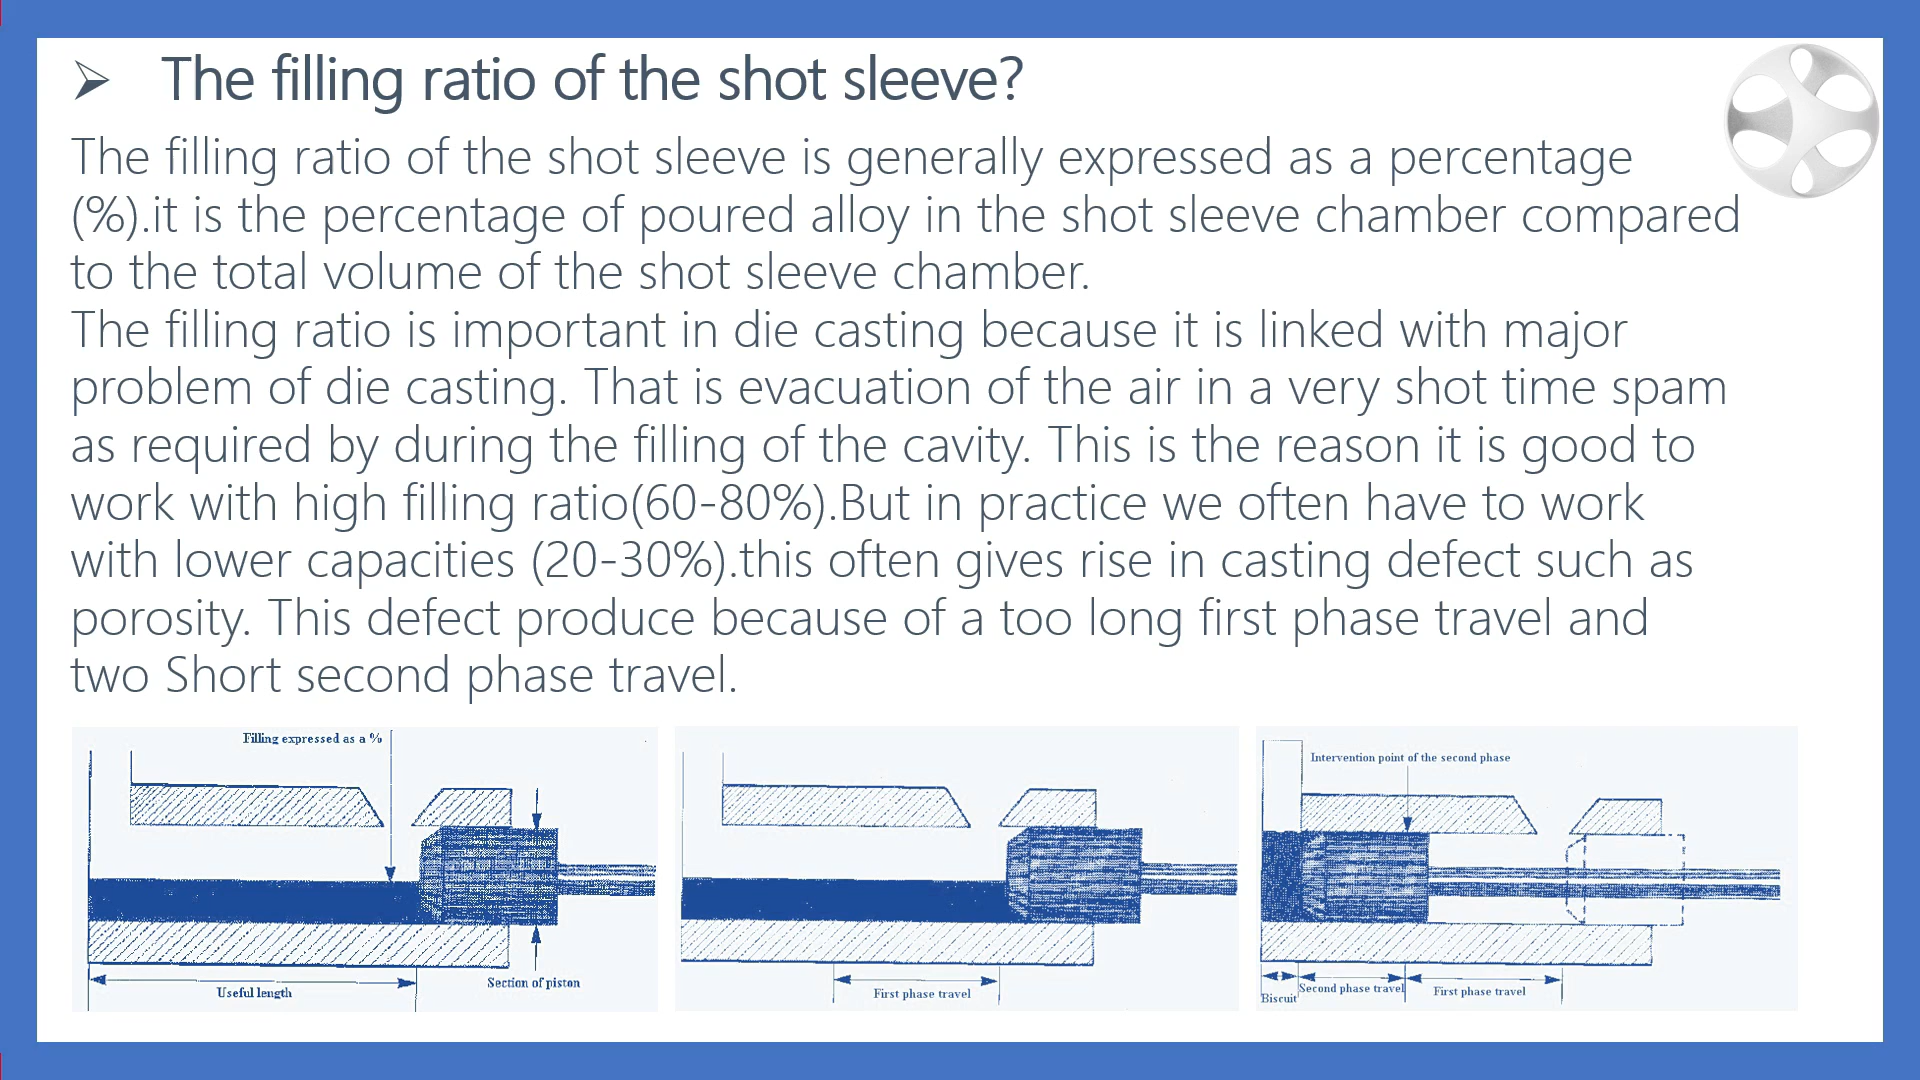 ➢ The filling ratio of the shot sleeve?
The filling ratio of the shot sleeve is generally expressed as a percentage
(%).it is the percentage of poured alloy in the shot sleeve chamber compared
to the total volume of the shot sleeve chamber.
The filling ratio is important in die casting because it is linked with major
problem of die casting. That is evacuation of the air in a very shot time spam
as required by during the filling of the cavity. This is the reason it is good to
work with high filling ratio(60-80%).But in practice we often have to work
with lower capacities (20-30%).this often gives rise in casting defect such as
porosity. This defect produce because of a too long first phase travel and
two Short second phase travel.
Filling expressed as a %
Section of piston
Useful length
First phase travel
Intervention point of the second phase
Biscuit
Second phase travel
First phase travel